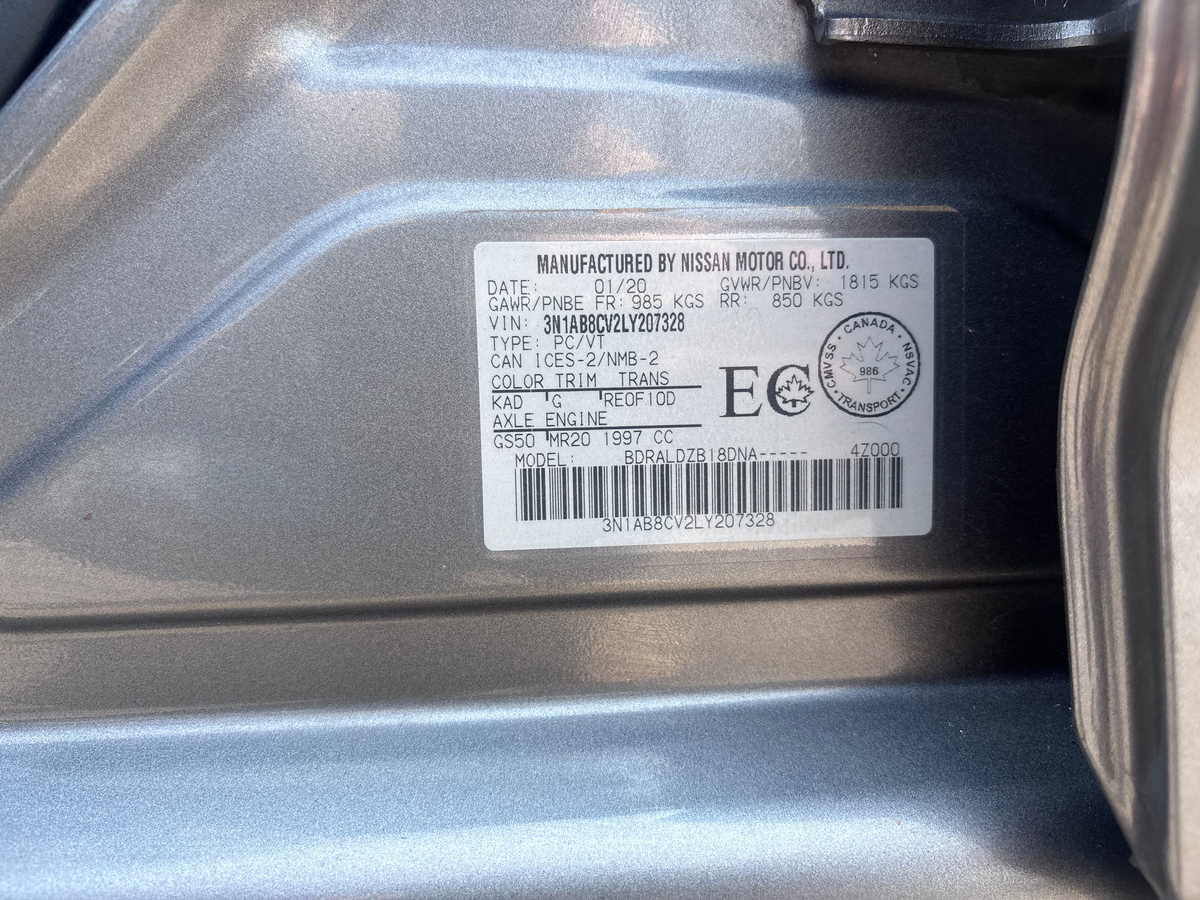 MANUFACTURED BY NISSAN MOTOR CO., LTD.
DATE: 01/20 GVWR/PNBV: 1815 KGS
GAWR/PNBE FR: 985 KGS RR: 850 KGS
VIN: 3N1AB8CV2LY207328
TYPE: PC/VT
CAN ICES-2/NMB-2
COLOR TRIM TRANS
KAD G RE0F10D
AXLE ENGINE
GS50 MR20 1997 CC
EC
CANADA
CMVSS 986 NSVAC
TRANSPORT
MODEL: BDRALDZB18DNA----- 4Z000
3N1AB8CV2LY207328